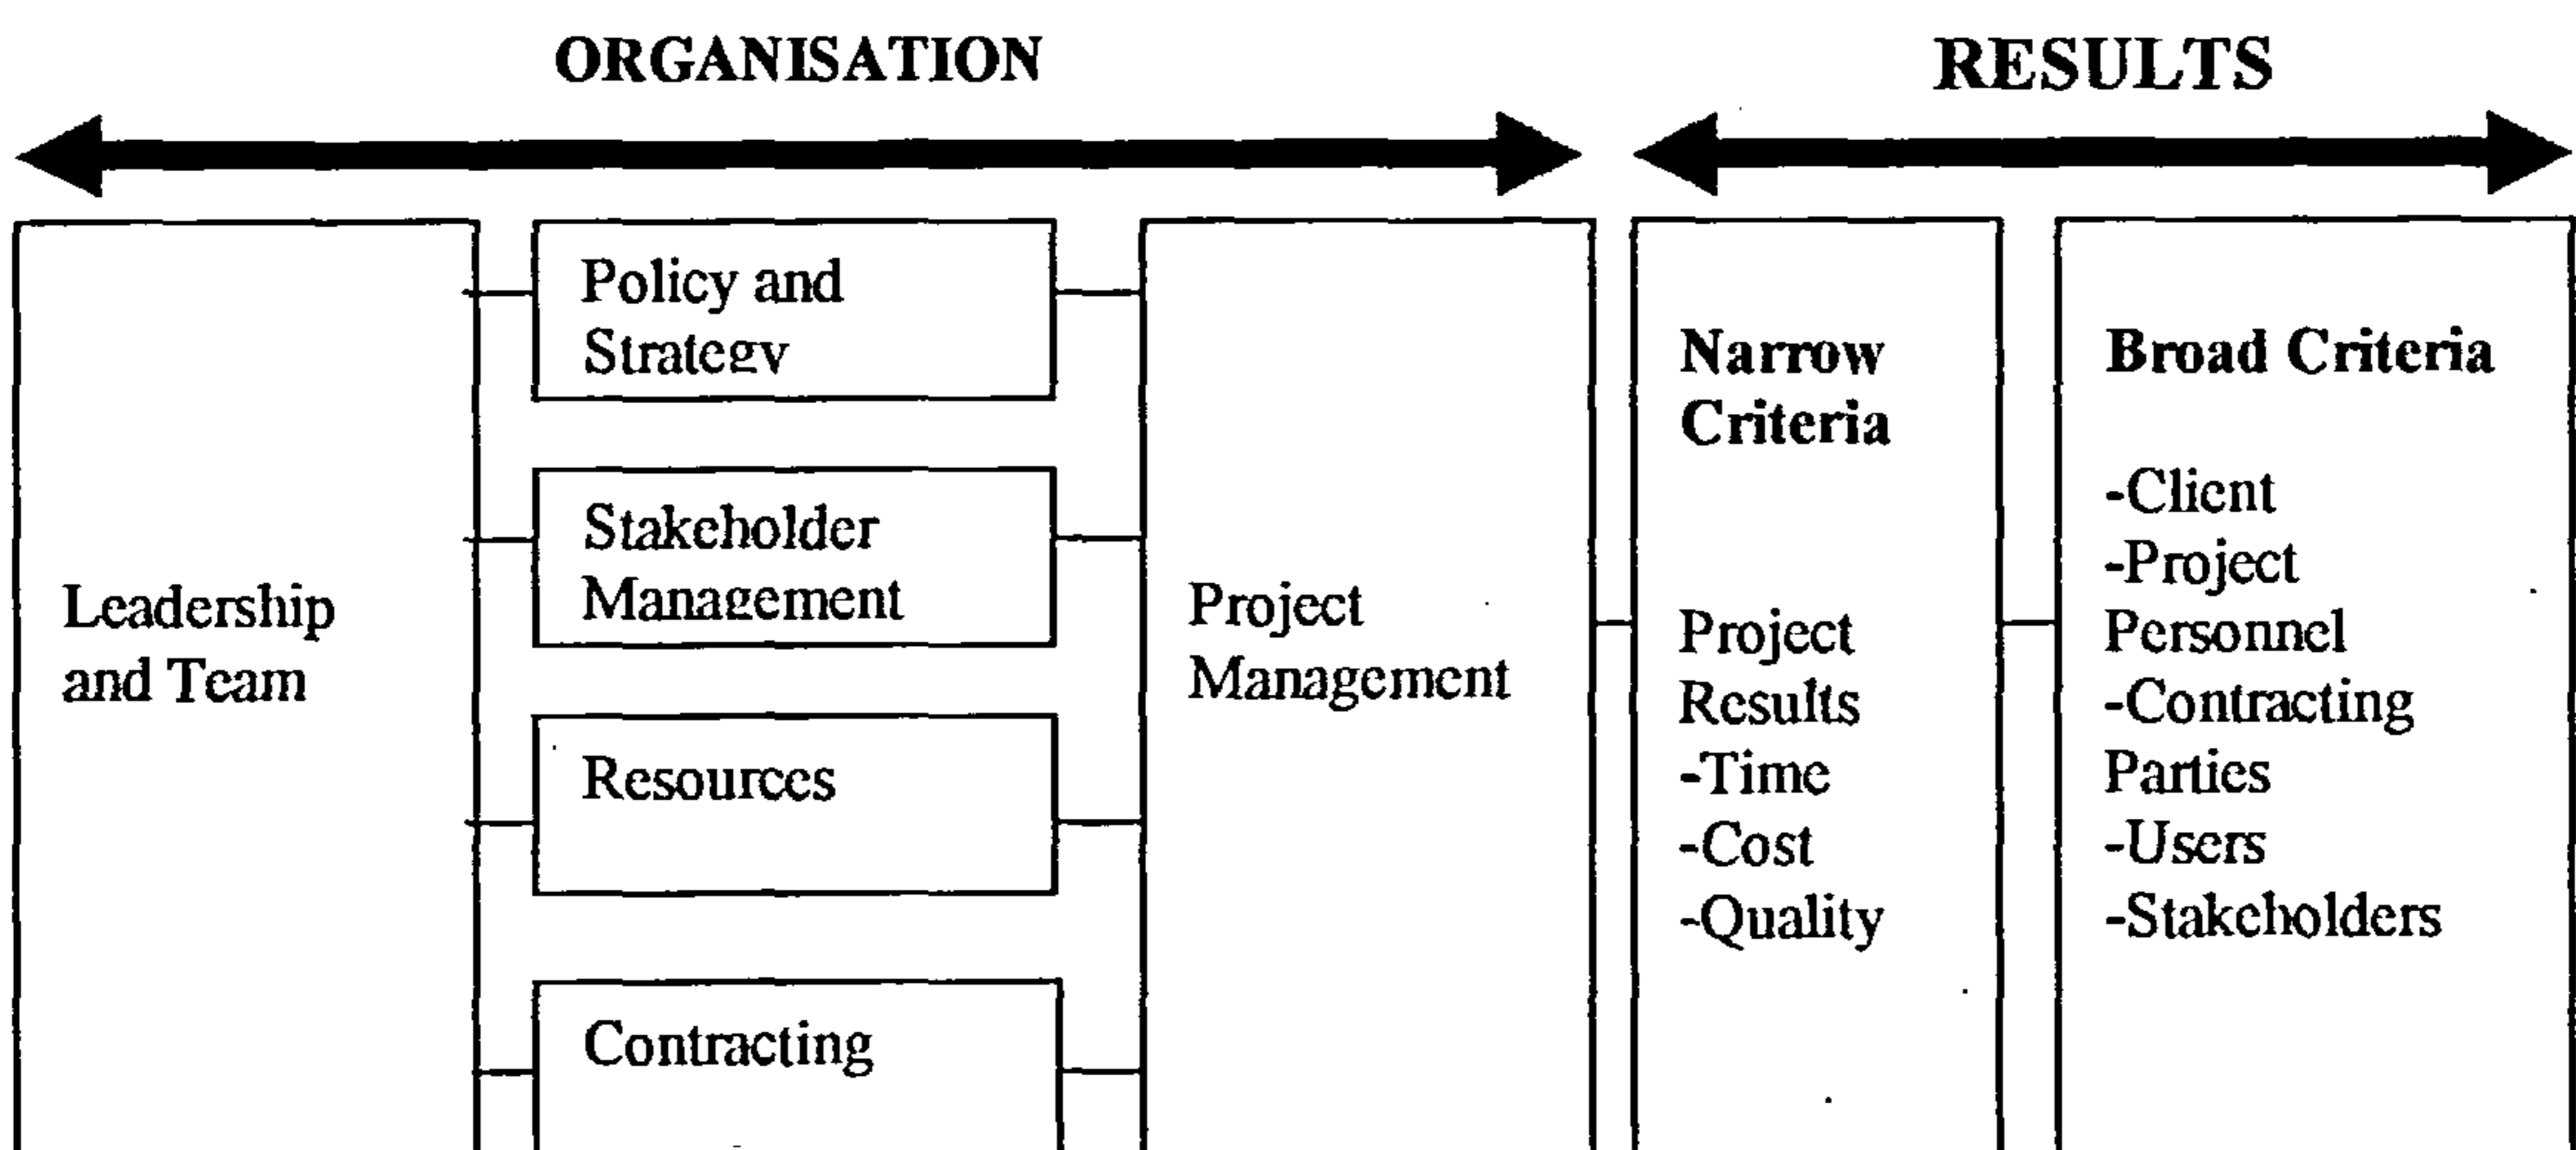 ORGANISATION
RESULTS
Leadership
and Team
Policy and
Strategy
Stakeholder
Management
Resources
Contracting
Project
Management
Narrow
Criteria
Project
Results
-Time
-Cost
-Quality
Broad Criteria
-Client
-Project
Personnel
-Contracting
Parties
-Users
-Stakeholders